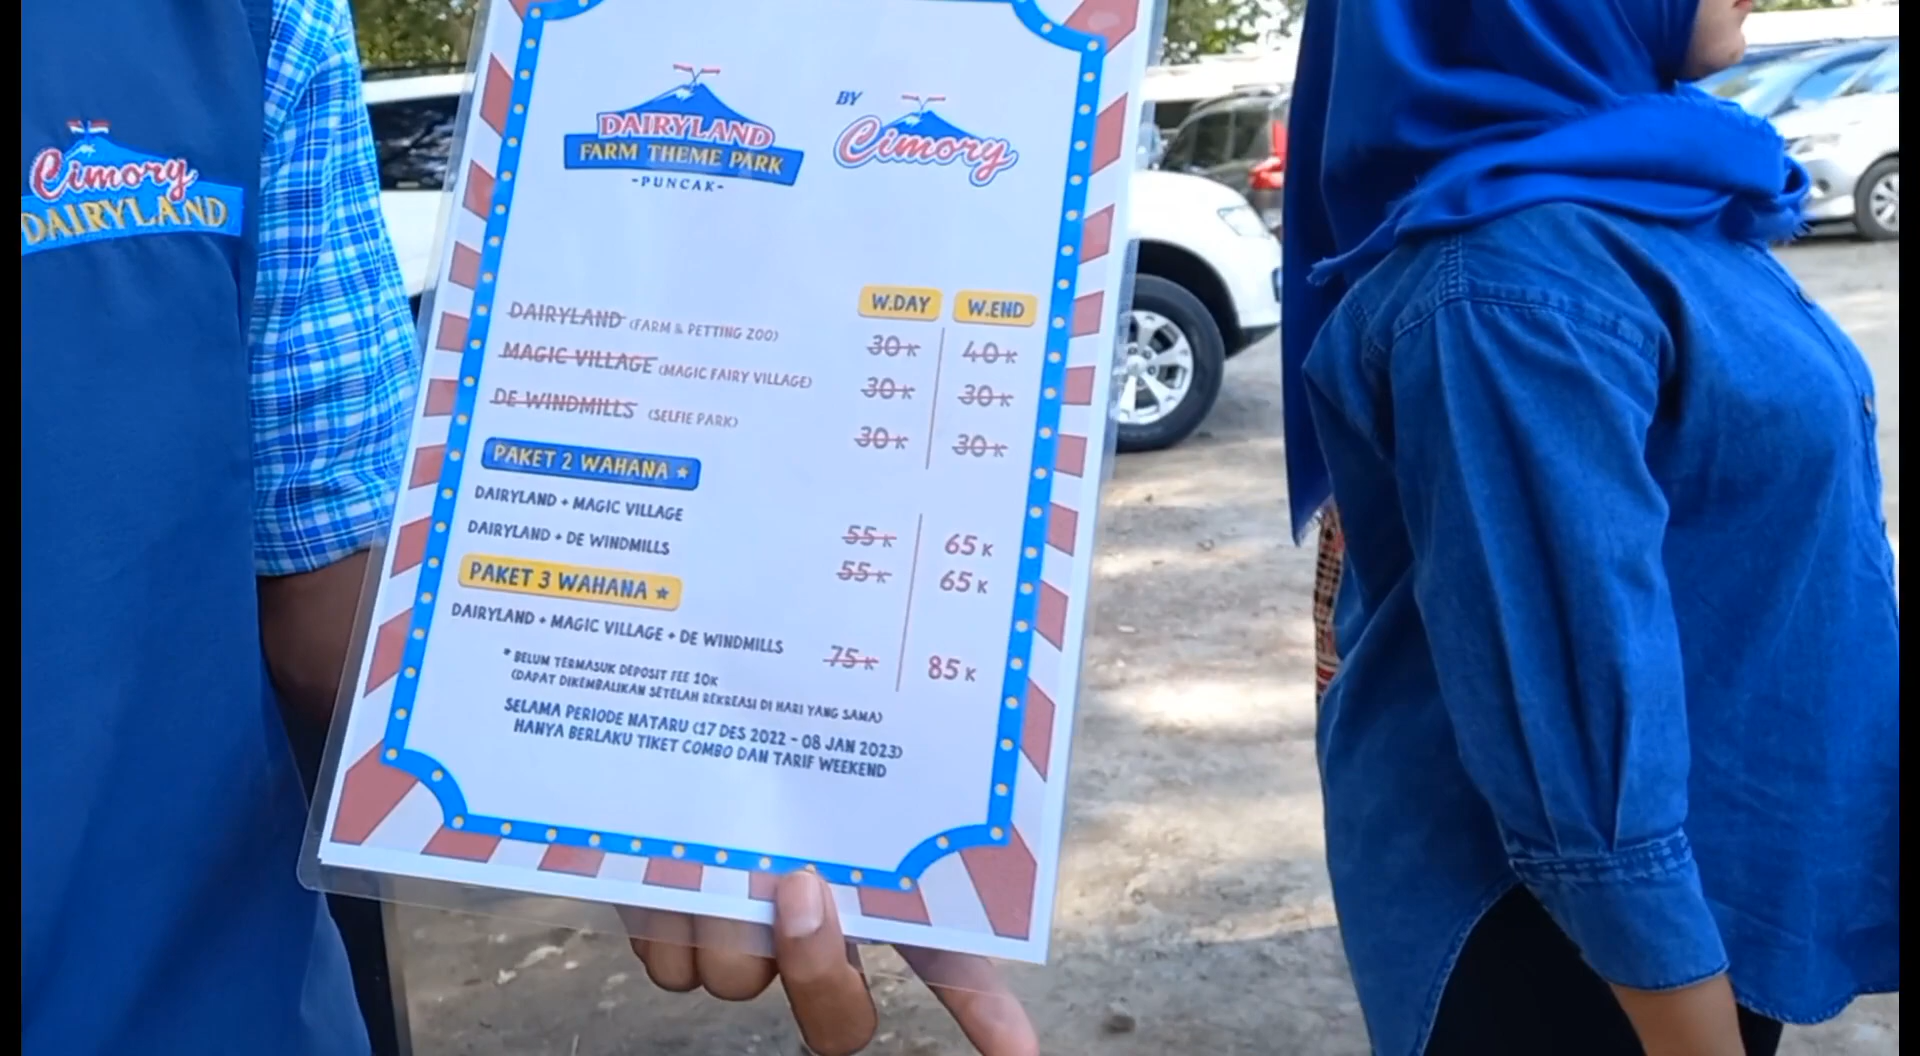 Cimory
DAIRYLAND
DAIRYLAND
FARM THEME PARK
-PUNCAK-
BY
Cimory
W.DAY W.END
DAIRYLAND (FARM & PETTING ZOO) 30K 40K
MAGIC VILLAGE (MAGIC FAIRY VILLAGE) 30K 30K
DE WINDMILLS (SELFIE PARK) 30K 30K
PAKET 2 WAHANA
DAIRYLAND + MAGIC VILLAGE 55K 65K
DAIRYLAND + DE WINDMILLS 55K 65K
PAKET 3 WAHANA
DAIRYLAND + MAGIC VILLAGE + DE WINDMILLS 75K 85K
* BELUM TERMASUK DEPOSIT FEE 10K
(DAPAT DIKEMBALIKAN SETELAH REKREASI DI HARI YANG SAMA)
SELAMA PERIODE NATARU (17 DES 2022 - 08 JAN 2023)
HANYA BERLAKU TIKET COMBO DAN TARIF WEEKEND